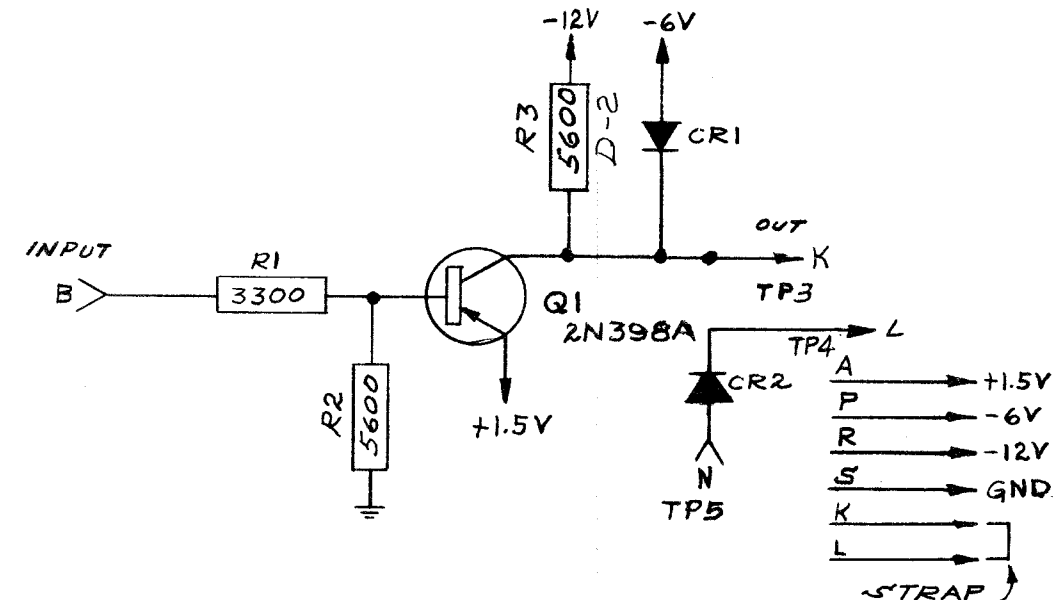 -12V
-6V
R3
5600
D-2
CR1
INPUT
B
R1
3300
OUT
K
TP3
Q1
2N398A
R2
5600
+1.5V
TP4
L
CR2
N
TP5
A +1.5V
P -6V
R -12V
S GND
K
L
STRAP